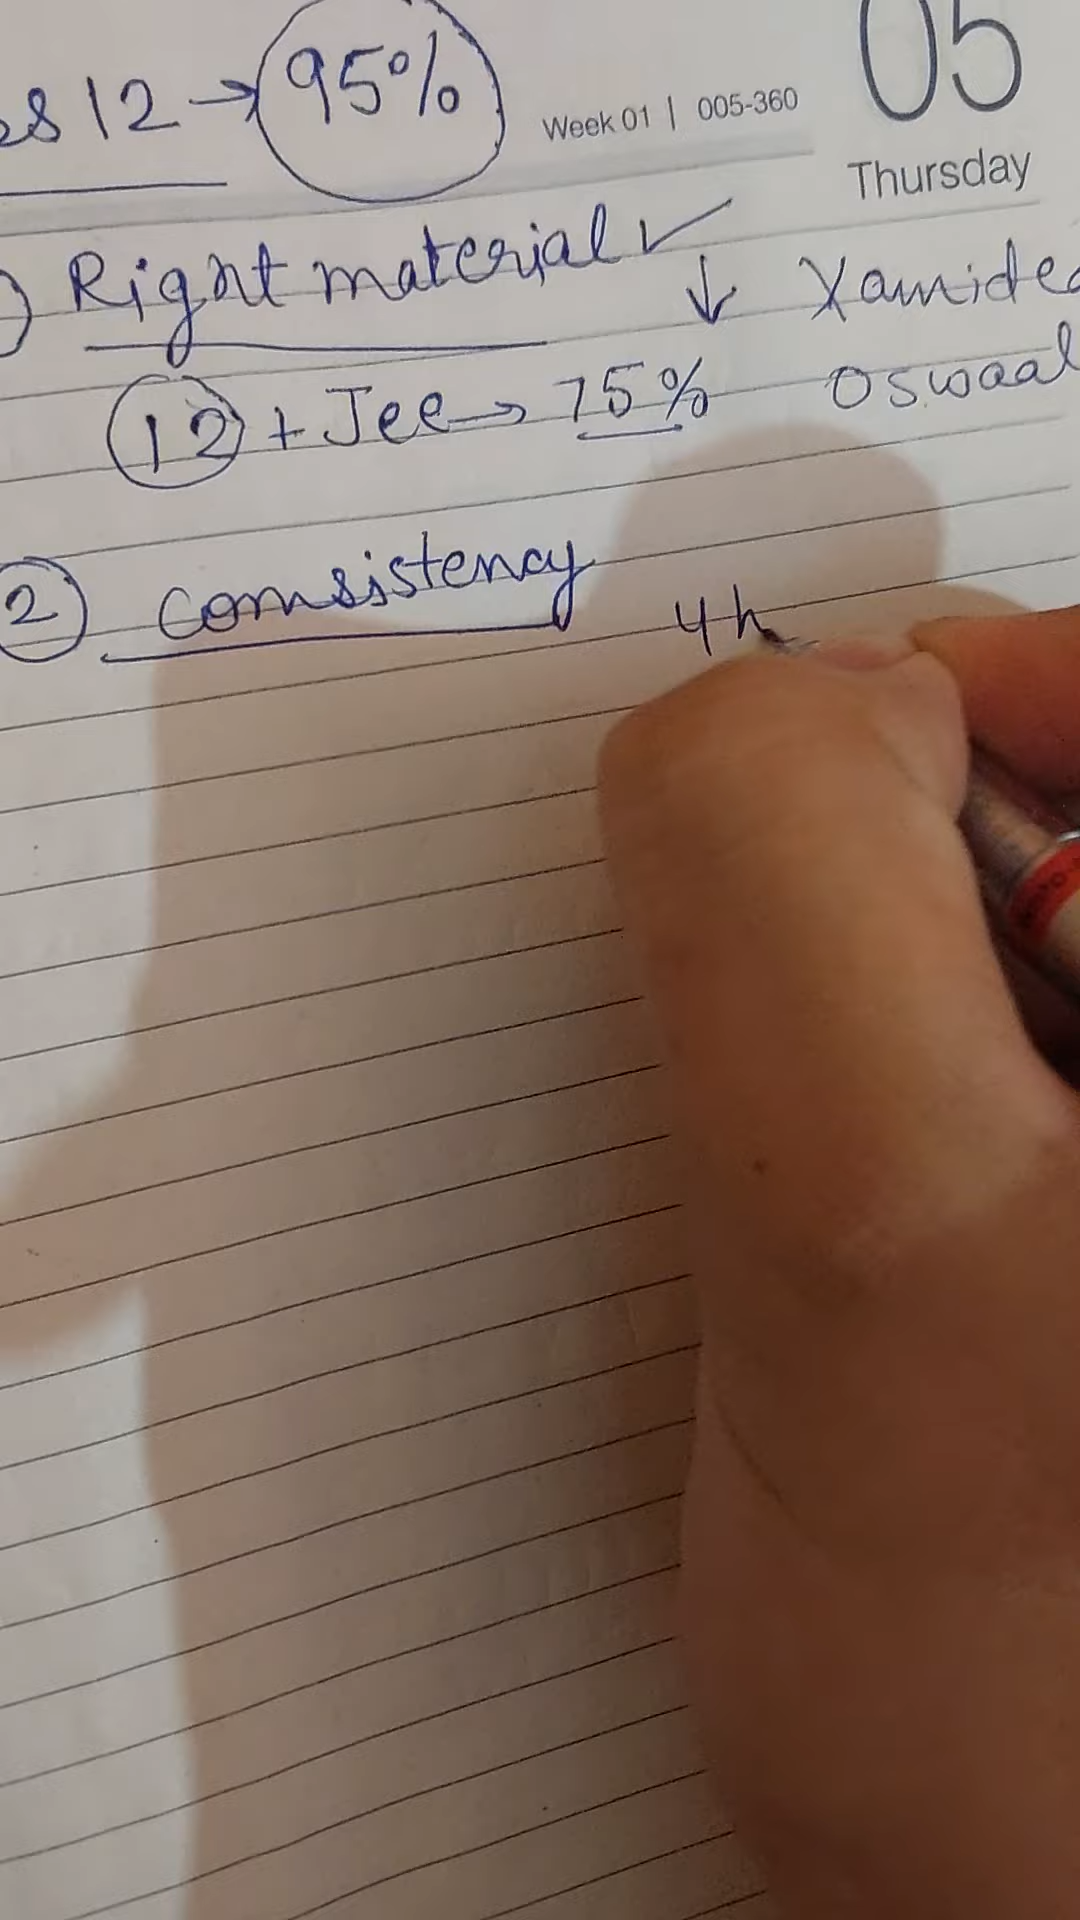 12 → 95%
Week 01 | 005-360
05
Thursday
Right material ✓
↓ Xamidea
12 + Jee → 75% Oswaal
2 consistency
4h